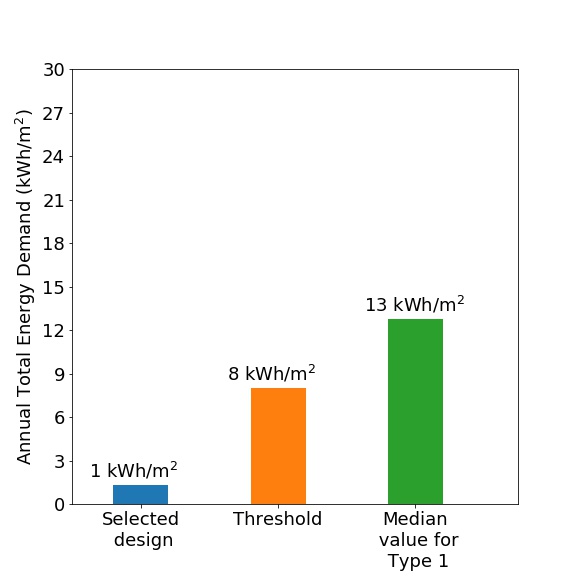 Annual Total Energy Demand (kWh/m²)
30
27
24
21
18
15
12
9
6
3
0
1 kWh/m²
8 kWh/m²
13 kWh/m²
Selected
design
Threshold
Median
value for
Type 1